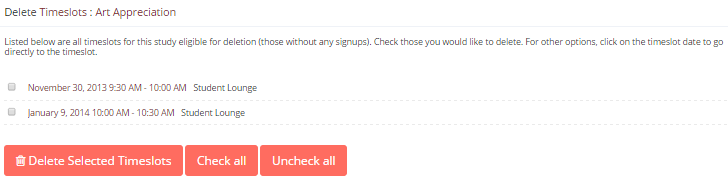 Delete Timeslots : Art Appreciation
Listed below are all timeslots for this study eligible for deletion (those without any signups). Check those you would like to delete. For other options, click on the timeslot date to go
directly to the timeslot.
November 30, 2013 9:30 AM - 10:00 AM Student Lounge
January 9, 2014 10:00 AM - 10:30 AM Student Lounge
Delete Selected Timeslots Check all Uncheck all